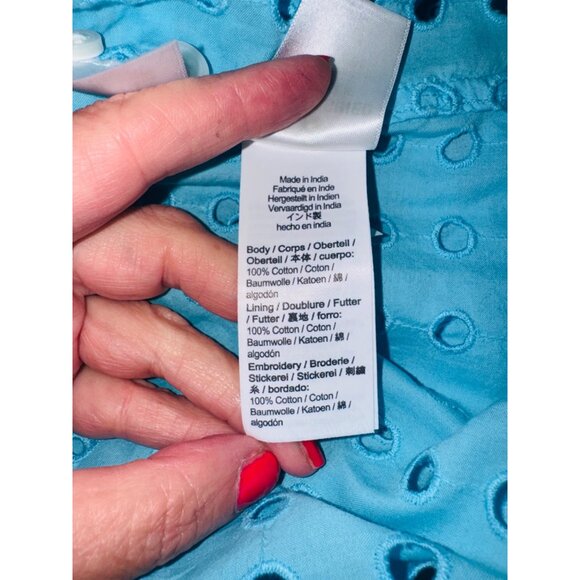 Made in India
Fabriqué en Inde
Hergestellt in Indien
Vervaardigd in India
インド製
hecho en india
Body / Corps / Oberteil /
Oberteil / 本体 / cuerpo:
100% Cotton / Coton /
Baumwolle / Katoen / 綿 /
algodón
Lining / Doublure / Futter
/ Futter / 裏地 / forro:
100% Cotton / Coton /
Baumwolle / Katoen / 綿 /
algodón
Embroidery / Broderie /
Stickerei / Stickerei / 刺繍
糸 / bordado:
100% Cotton / Coton /
Baumwolle / Katoen / 綿 /
algodón